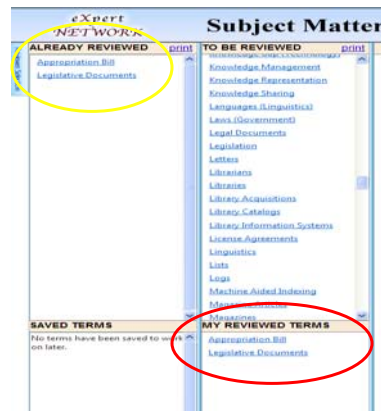 eXpert
NETWORK
Subject Matter
ALREADY REVIEWED print
Appropriation Bill
Legislative Documents
TO BE REVIEWED print
Knowledge Management
Knowledge Representation
Knowledge Sharing
Languages (Linguistics)
Laws (Government)
Legal Documents
Legislation
Letters
Librarians
Libraries
Library Acquisitions
Library Catalogs
Library Information Systems
License Agreements
Linguistics
Lists
Logs
Machine Aided Indexing
Magazines
SAVED TERMS
No terms have been saved to work
on later.
MY REVIEWED TERMS
Appropriation Bill
Legislative Documents